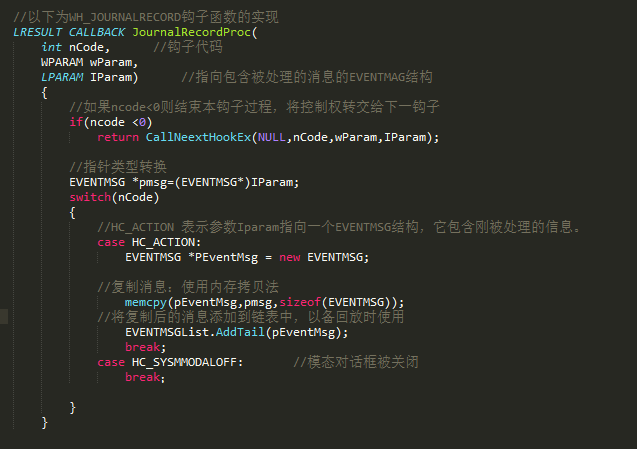 //以下为WH_JOURNALRECORD钩子函数的实现
LRESULT CALLBACK JournalRecordProc(
int nCode, //钩子代码
WPARAM wParam,
LPARAM IParam) //指向包含被处理的消息的EVENTMAG结构
{
//如果ncode<0则结束本钩子过程，将控制权转交给下一钩子
if(ncode <0)
return CallNeextHookEx(NULL,nCode,wParam,IParam);
//指针类型转换
EVENTMSG *pmsg=(EVENTMSG*)IParam;
switch(nCode)
{
//HC_ACTION 表示参数Iparam指向一个EVENTMSG结构，它包含刚被处理的信息。
case HC_ACTION:
EVENTMSG *PEventMsg = new EVENTMSG;
//复制消息：使用内存拷贝法
memcpy(pEventMsg,pmsg,sizeof(EVENTMSG));
//将复制后的消息添加到链表中，以备回放时使用
EVENTMSGList.AddTail(pEventMsg);
break;
case HC_SYSMMODALOFF: //模态对话框被关闭
break;
}
}